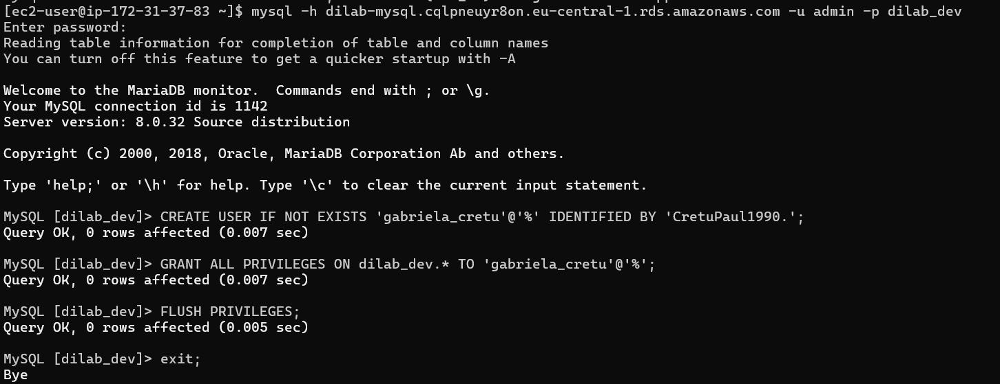 [ec2-user@ip-172-31-37-83 ~]$ mysql -h dilab-mysql.cqlpneuyr8on.eu-central-1.rds.amazonaws.com -u admin -p dilab_dev
Enter password:
Reading table information for completion of table and column names
You can turn off this feature to get a quicker startup with -A
Welcome to the MariaDB monitor.  Commands end with ; or \g.
Your MySQL connection id is 1142
Server version: 8.0.32 Source distribution
Copyright (c) 2000, 2018, Oracle, MariaDB Corporation Ab and others.
Type 'help;' or '\h' for help. Type '\c' to clear the current input statement.
MySQL [dilab_dev]> CREATE USER IF NOT EXISTS 'gabriela_cretu'@'%' IDENTIFIED BY 'CretuPaul1990.';
Query OK, 0 rows affected (0.007 sec)
MySQL [dilab_dev]> GRANT ALL PRIVILEGES ON dilab_dev.* TO 'gabriela_cretu'@'%';
Query OK, 0 rows affected (0.007 sec)
MySQL [dilab_dev]> FLUSH PRIVILEGES;
Query OK, 0 rows affected (0.005 sec)
MySQL [dilab_dev]> exit;
Bye